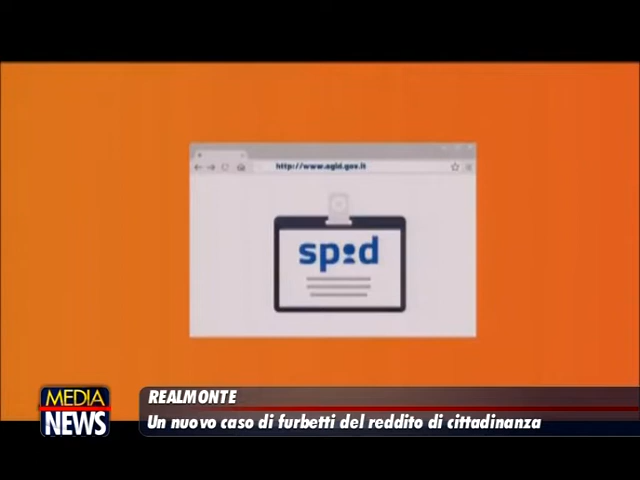 http://www.agid.gov.it
spid
REALMONTE
MEDIA NEWS
Un nuovo caso di furbetti del reddito di cittadinanza